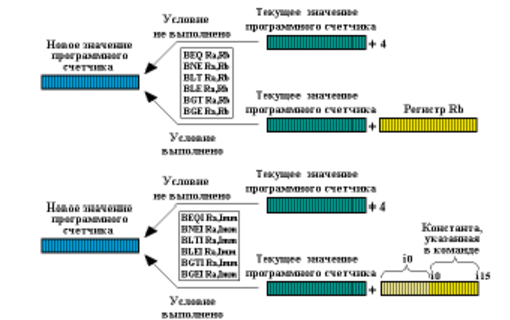 Условие
не выполнено
Текущее значение
программного счетчика
+ 4
Новое значение
программного
счетчика
BEQ Ra,Rb
BNE Ra,Rb
BLT Ra,Rb
BLE Ra,Rb
BGT Ra,Rb
BGE Ra,Rb
Текущее значение
программного счетчика
+
Регистр Rb
Условие
выполнено
Условие
не выполнено
Текущее значение
программного счетчика
+ 4
Новое значение
программного
счетчика
BEQI Ra,Imm
BNEI Ra,Imm
BLTI Ra,Imm
BLEI Ra,Imm
BGTI Ra,Imm
BGEI Ra,Imm
Константа,
указанная
в команде
i0
i0 i15
Текущее значение
программного счетчика
+
Условие
выполнено